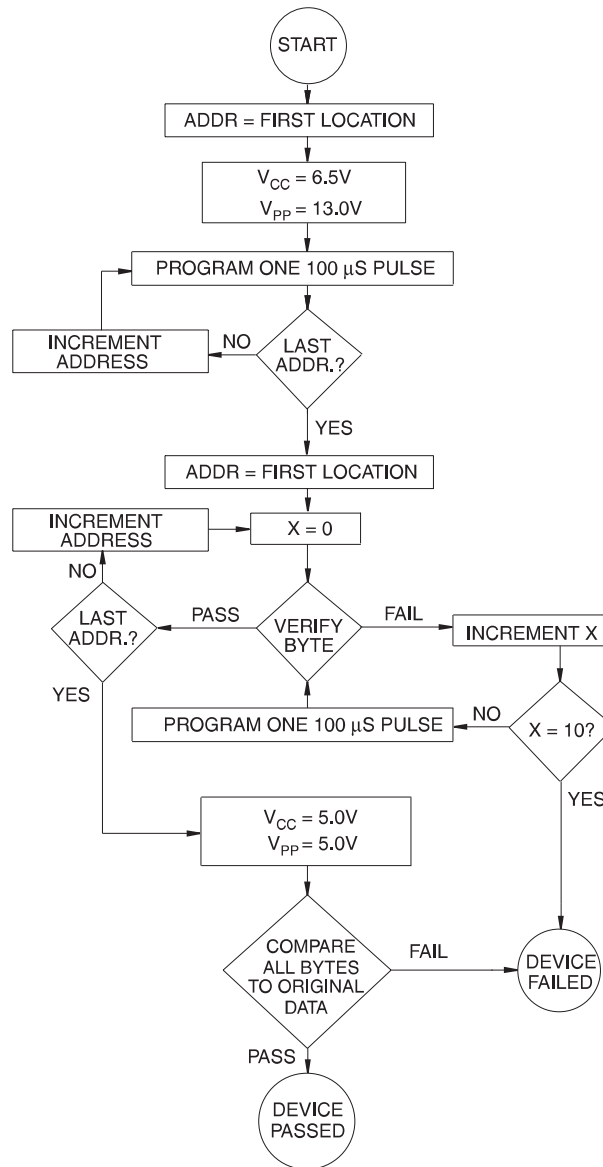 START
ADDR = FIRST LOCATION
VCC = 6.5V
VPP = 13.0V
PROGRAM ONE 100 µS PULSE
INCREMENT
ADDRESS
NO
LAST
ADDR.?
YES
ADDR = FIRST LOCATION
INCREMENT
ADDRESS
X = 0
NO
LAST
ADDR.?
PASS
VERIFY
BYTE
FAIL
INCREMENT X
YES
PROGRAM ONE 100 µS PULSE
NO
X = 10?
YES
VCC = 5.0V
VPP = 5.0V
COMPARE
ALL BYTES
TO ORIGINAL
DATA
FAIL
DEVICE
FAILED
PASS
DEVICE
PASSED